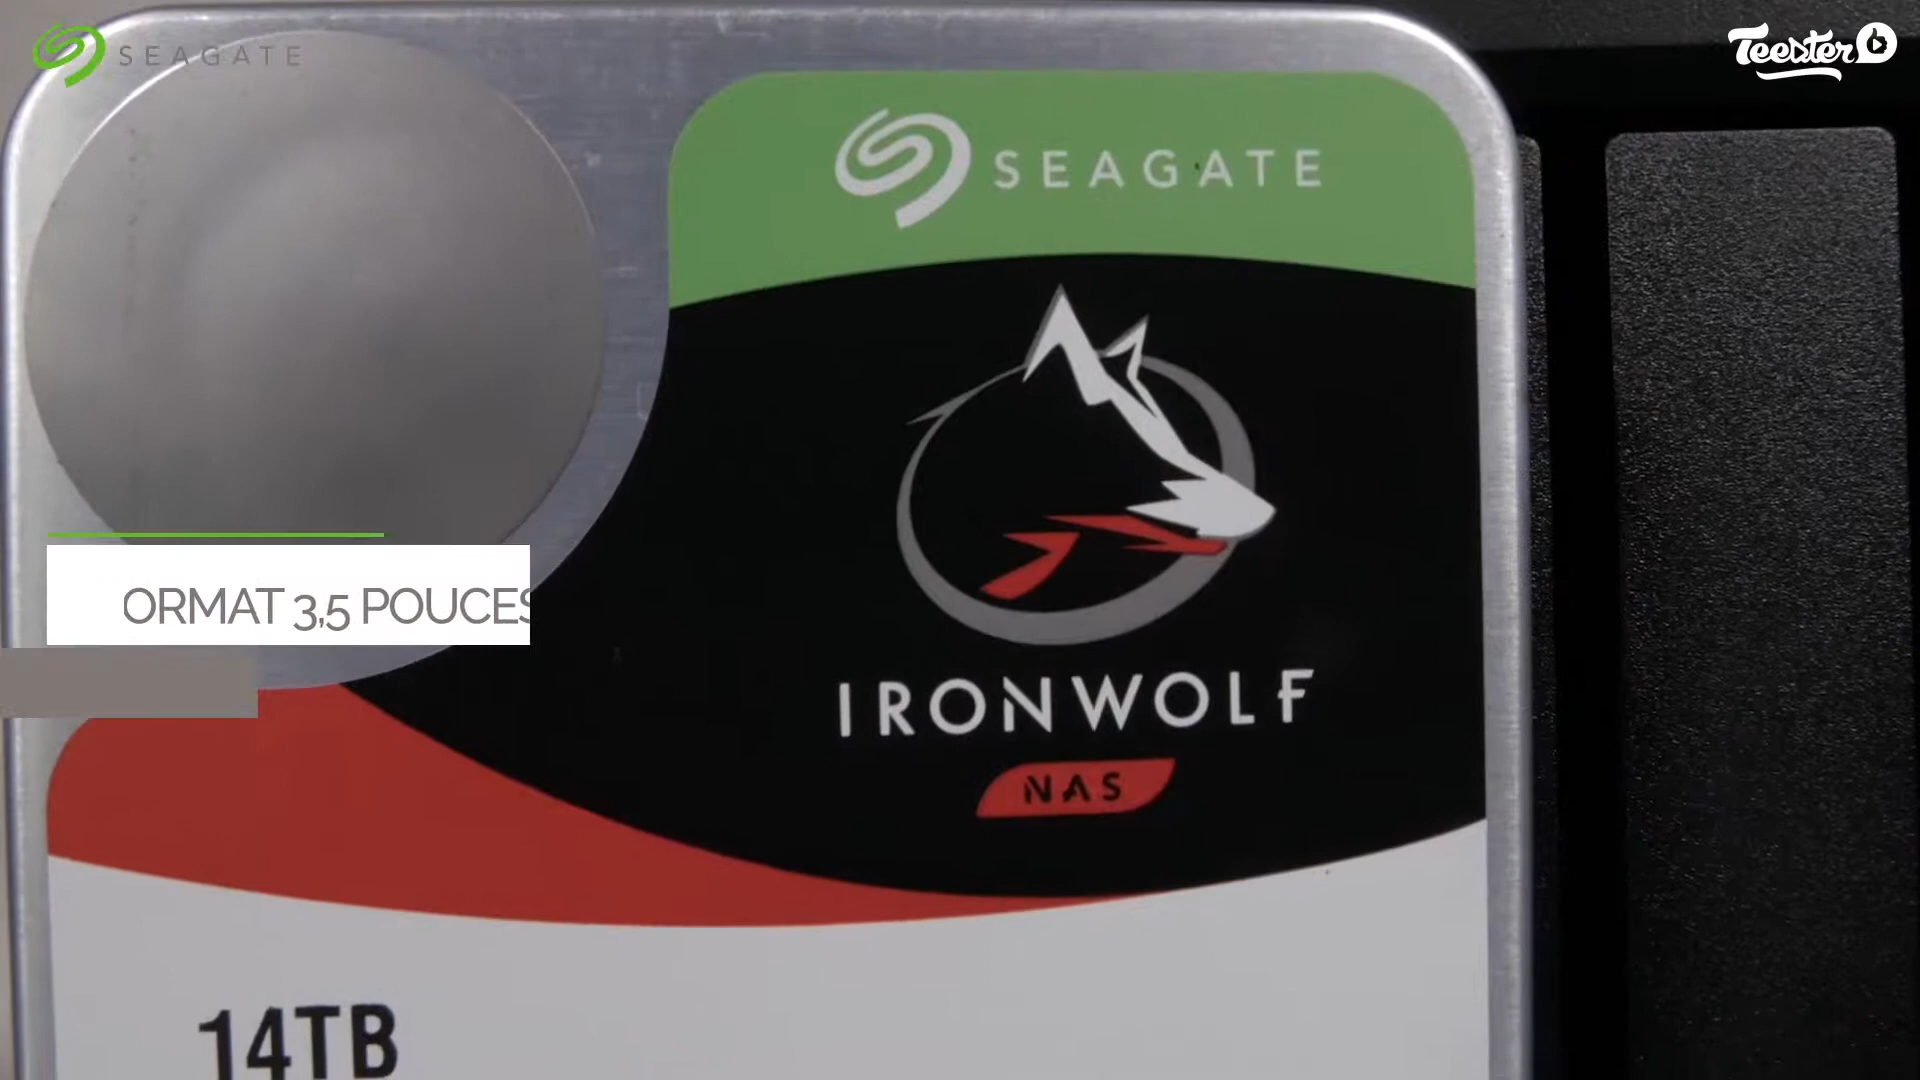 SEAGATE
Teester
SEAGATE
ORMAT 3,5 POUCES
IRONWOLF
NAS
14TB